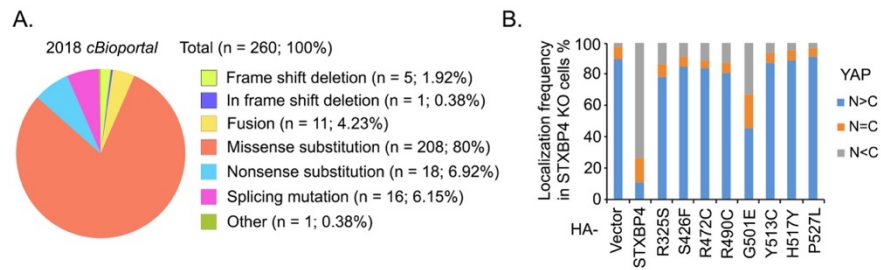 A.
2018 cBioportal Total (n = 260; 100%)
Frame shift deletion (n = 5; 1.92%)
In frame shift deletion (n = 1; 0.38%)
Fusion (n = 11; 4.23%)
Missense substitution (n = 208; 80%)
Nonsense substitution (n = 18; 6.92%)
Splicing mutation (n = 16; 6.15%)
Other (n = 1; 0.38%)
B.
Localization frequency
in STXBP4 KO cells %
100
80
60
40
20
0
HA-
Vector
STXBP4
R325S
S426F
R472C
R490C
G501E
Y513C
H517Y
P527L
YAP
N>C
N=C
N<C